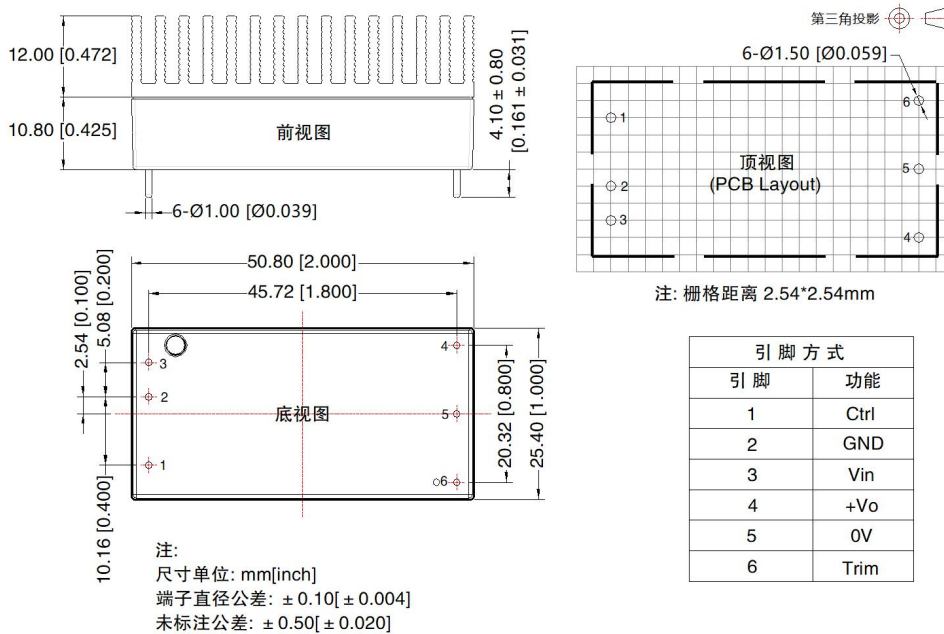 第三角投影
12.00 [0.472]
10.80 [0.425]
前视图
4.10 ± 0.80
[0.161 ± 0.031]
6-Ø1.00 [Ø0.039]
6-Ø1.50 [Ø0.059]
1
2
3
6
5
4
顶视图
(PCB Layout)
注: 栅格距离 2.54*2.54mm
50.80 [2.000]
45.72 [1.800]
2.54 [0.100]
5.08 [0.200]
10.16 [0.400]
3
2
1
4
5
6
底视图
20.32 [0.800]
25.40 [1.000]
注:
尺寸单位: mm[inch]
端子直径公差: ± 0.10[ ± 0.004]
未标注公差: ± 0.50[ ± 0.020]
引 脚 方 式
引 脚 功能
1 Ctrl
2 GND
3 Vin
4 +Vo
5 0V
6 Trim